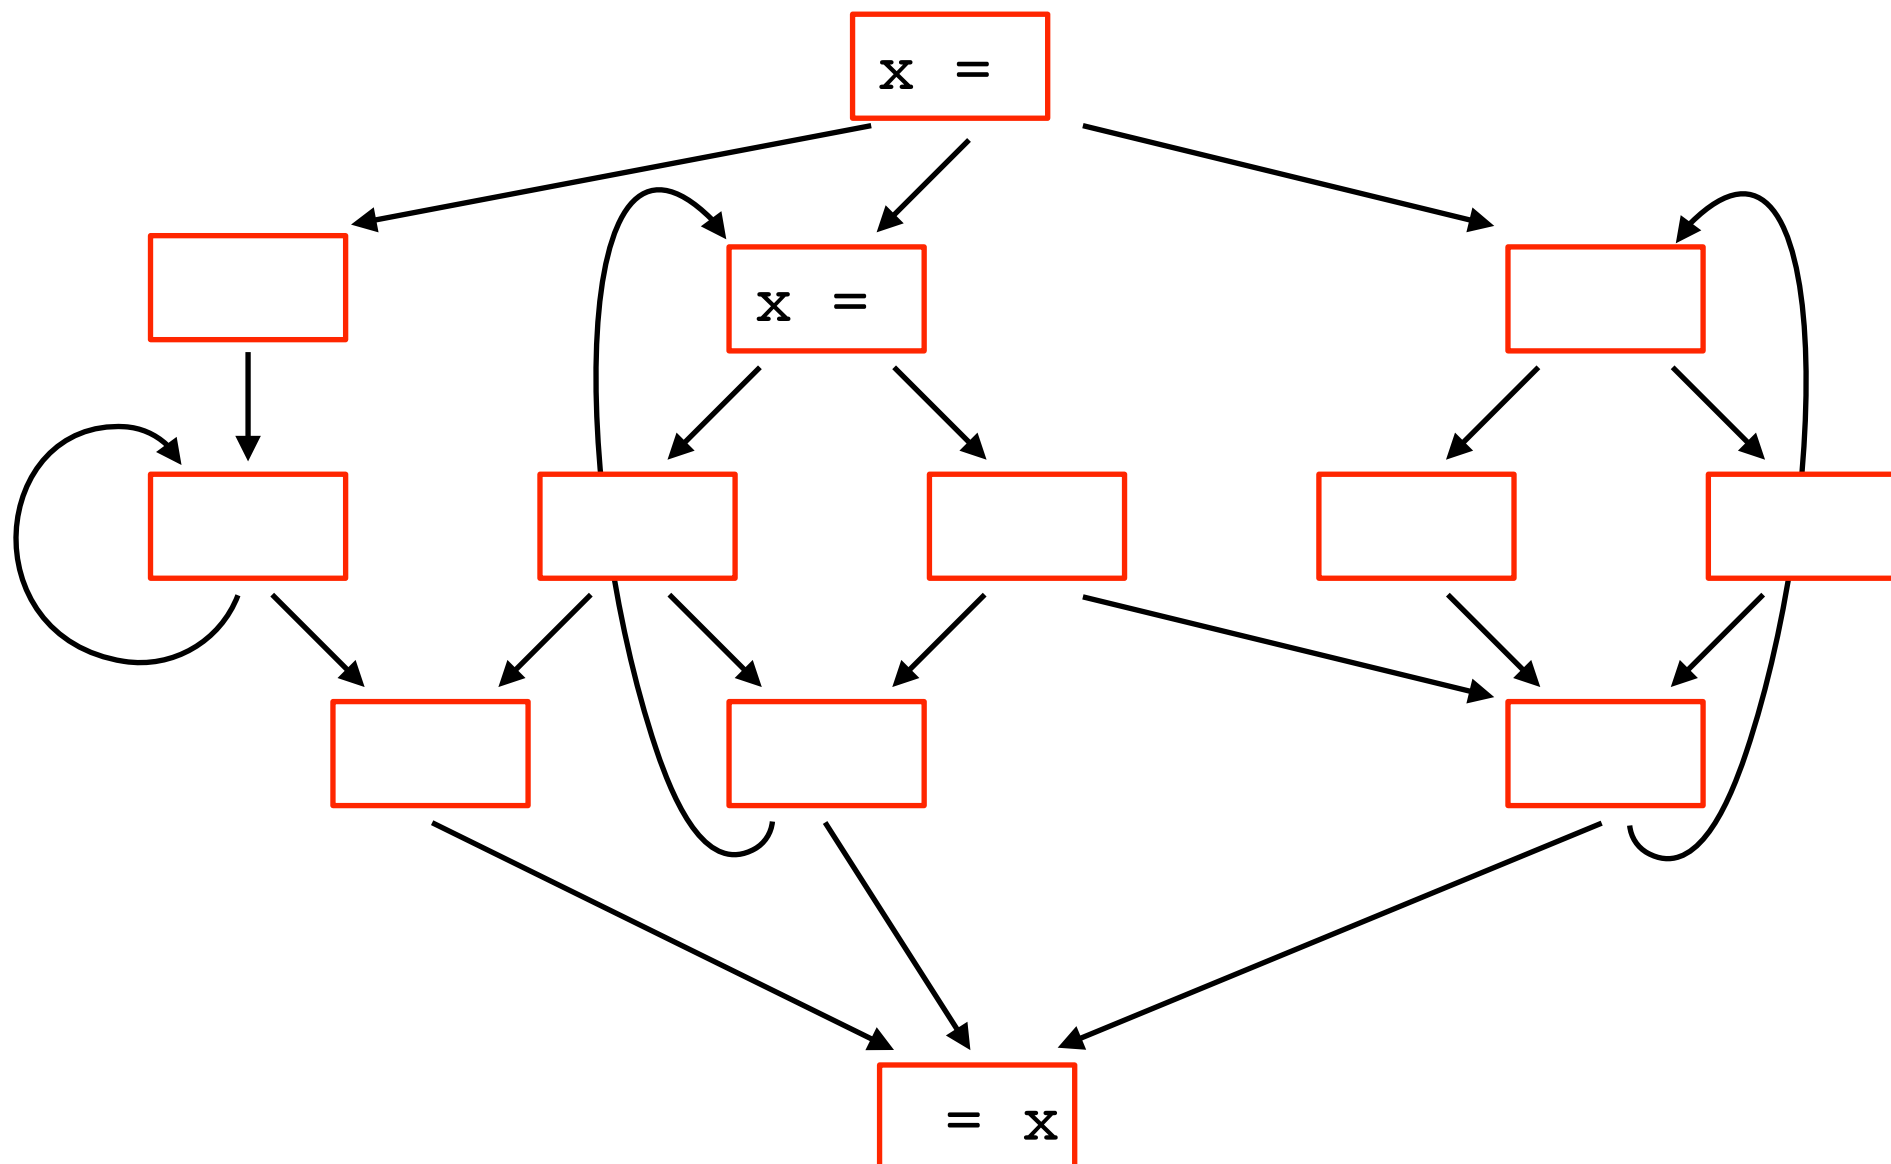 x =
x =
= x